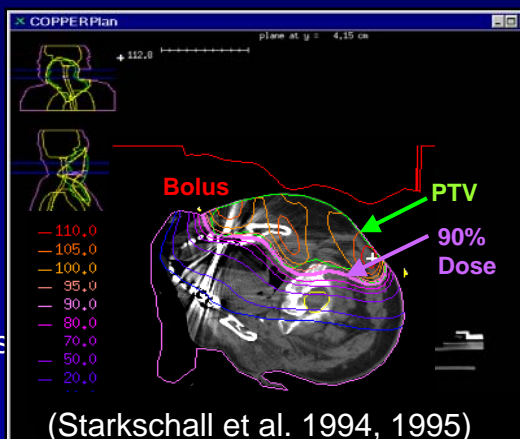 COPPERPlan
plane at y = 4.15 cm
112.8
Bolus
PTV
90%
Dose
110.0
105.0
100.0
95.0
90.0
80.0
70.0
50.0
20.0
s
(Starkschall et al. 1994, 1995)